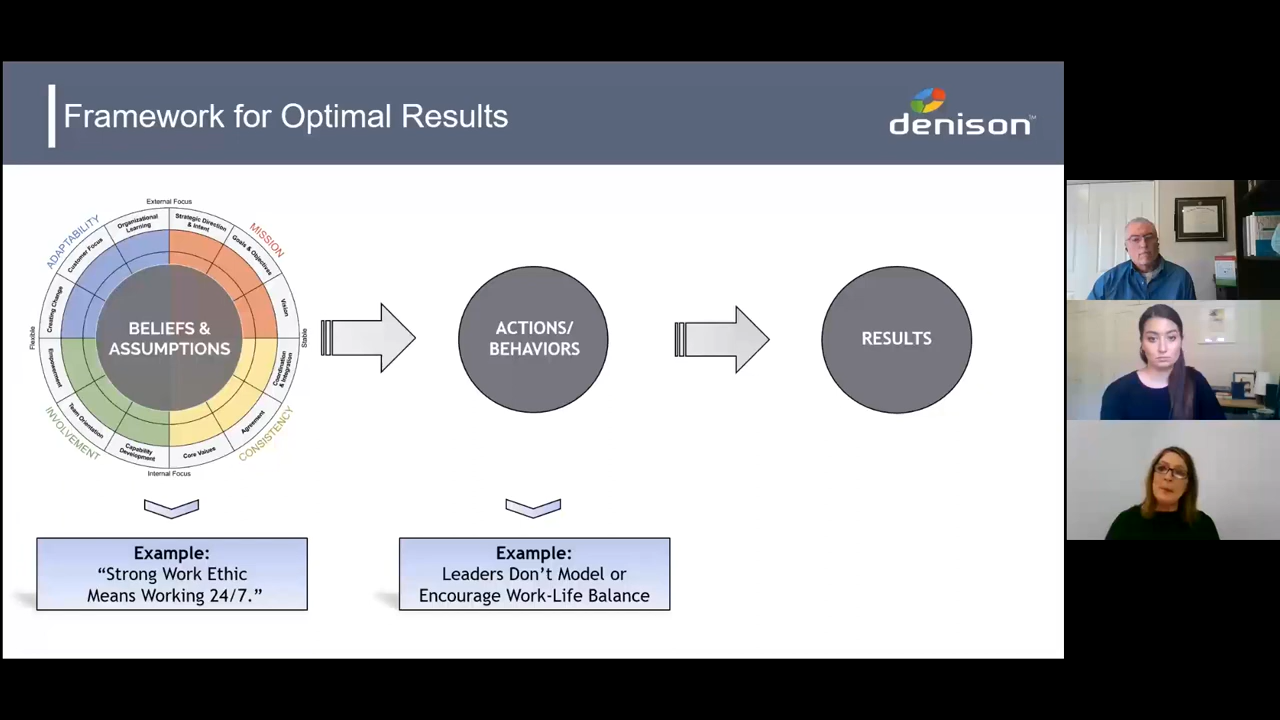 Framework for Optimal Results
denison™
External Focus
ADAPTABILITY
MISSION
Organizational
Learning
Strategic Direction
& Intent
Customer Focus
Goals & Objectives
Creating Change
Vision
Flexible
Stable
BELIEFS &
ASSUMPTIONS
ACTIONS/
BEHAVIORS
RESULTS
Empowerment
Coordination
& Integration
Team Orientation
Agreement
Capability
Development
Core Values
INVOLVEMENT
CONSISTENCY
Internal Focus
Example:
“Strong Work Ethic
Means Working 24/7.”
Example:
Leaders Don’t Model or
Encourage Work-Life Balance